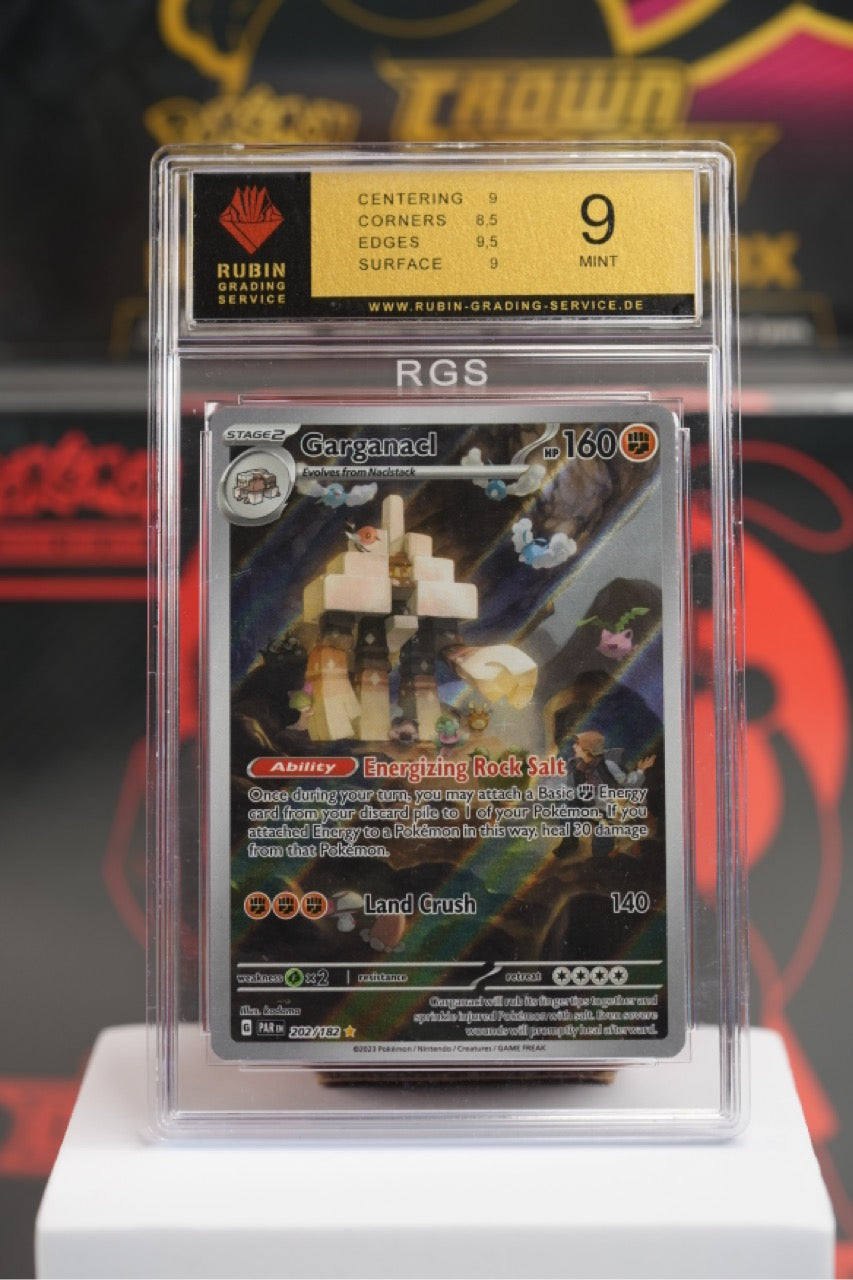 CROWN
RUBIN
GRADING
SERVICE
CENTERING 9
CORNERS 8,5
EDGES 9,5
SURFACE 9
9
MINT
WWW.RUBIN-GRADING-SERVICE.DE
RGS
STAGE2
Garganacl
HP 160
Evolves from Naclstack
Ability Energizing Rock Salt
Once during your turn, you may attach a Basic Energy
card from your discard pile to 1 of your Pokémon. If you
attached Energy to a Pokémon in this way, heal 30 damage
from that Pokémon.
Land Crush 140
weakness x2 resistance retreat
Garganacl will rub its fingertips together and
sprinkle injured Pokémon with salt. Even severe
wounds will promptly heal afterward.
Illus. kodama
G PAR EN 202/182
©2023 Pokémon / Nintendo / Creatures / GAME FREAK